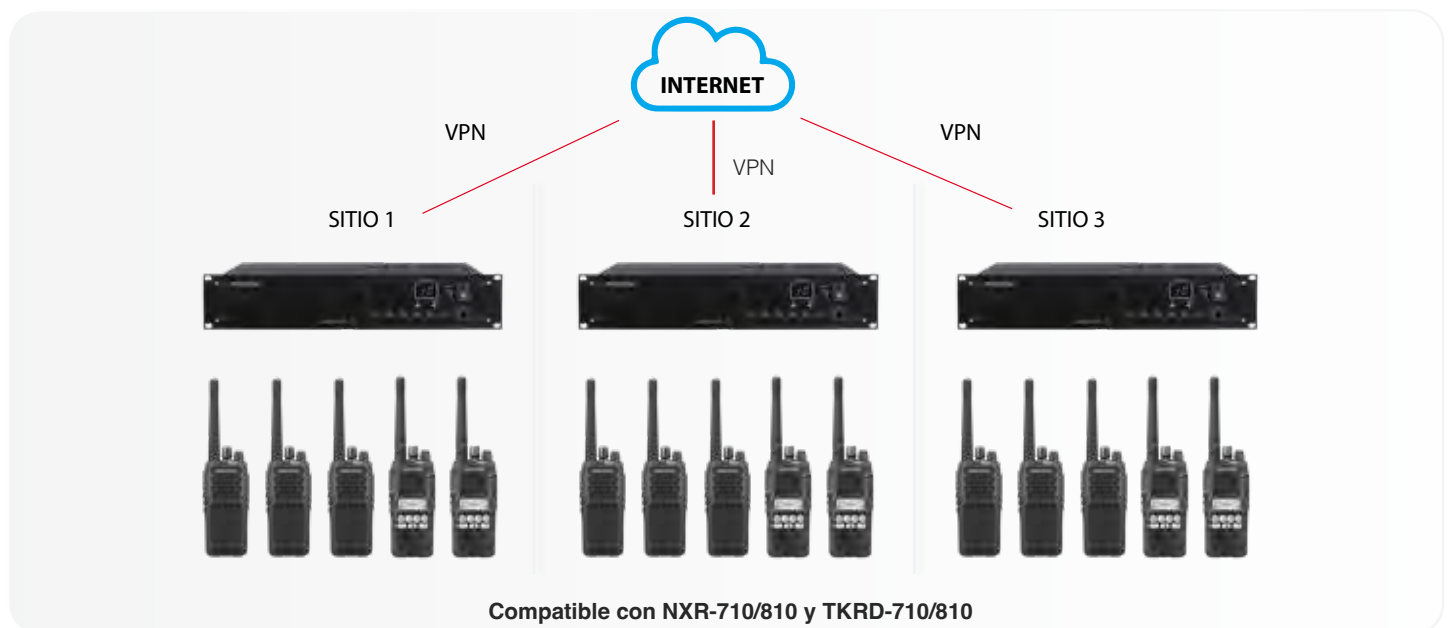 INTERNET
VPN
VPN
VPN
SITIO 1
SITIO 2
SITIO 3
Compatible con NXR-710/810 y TKRD-710/810